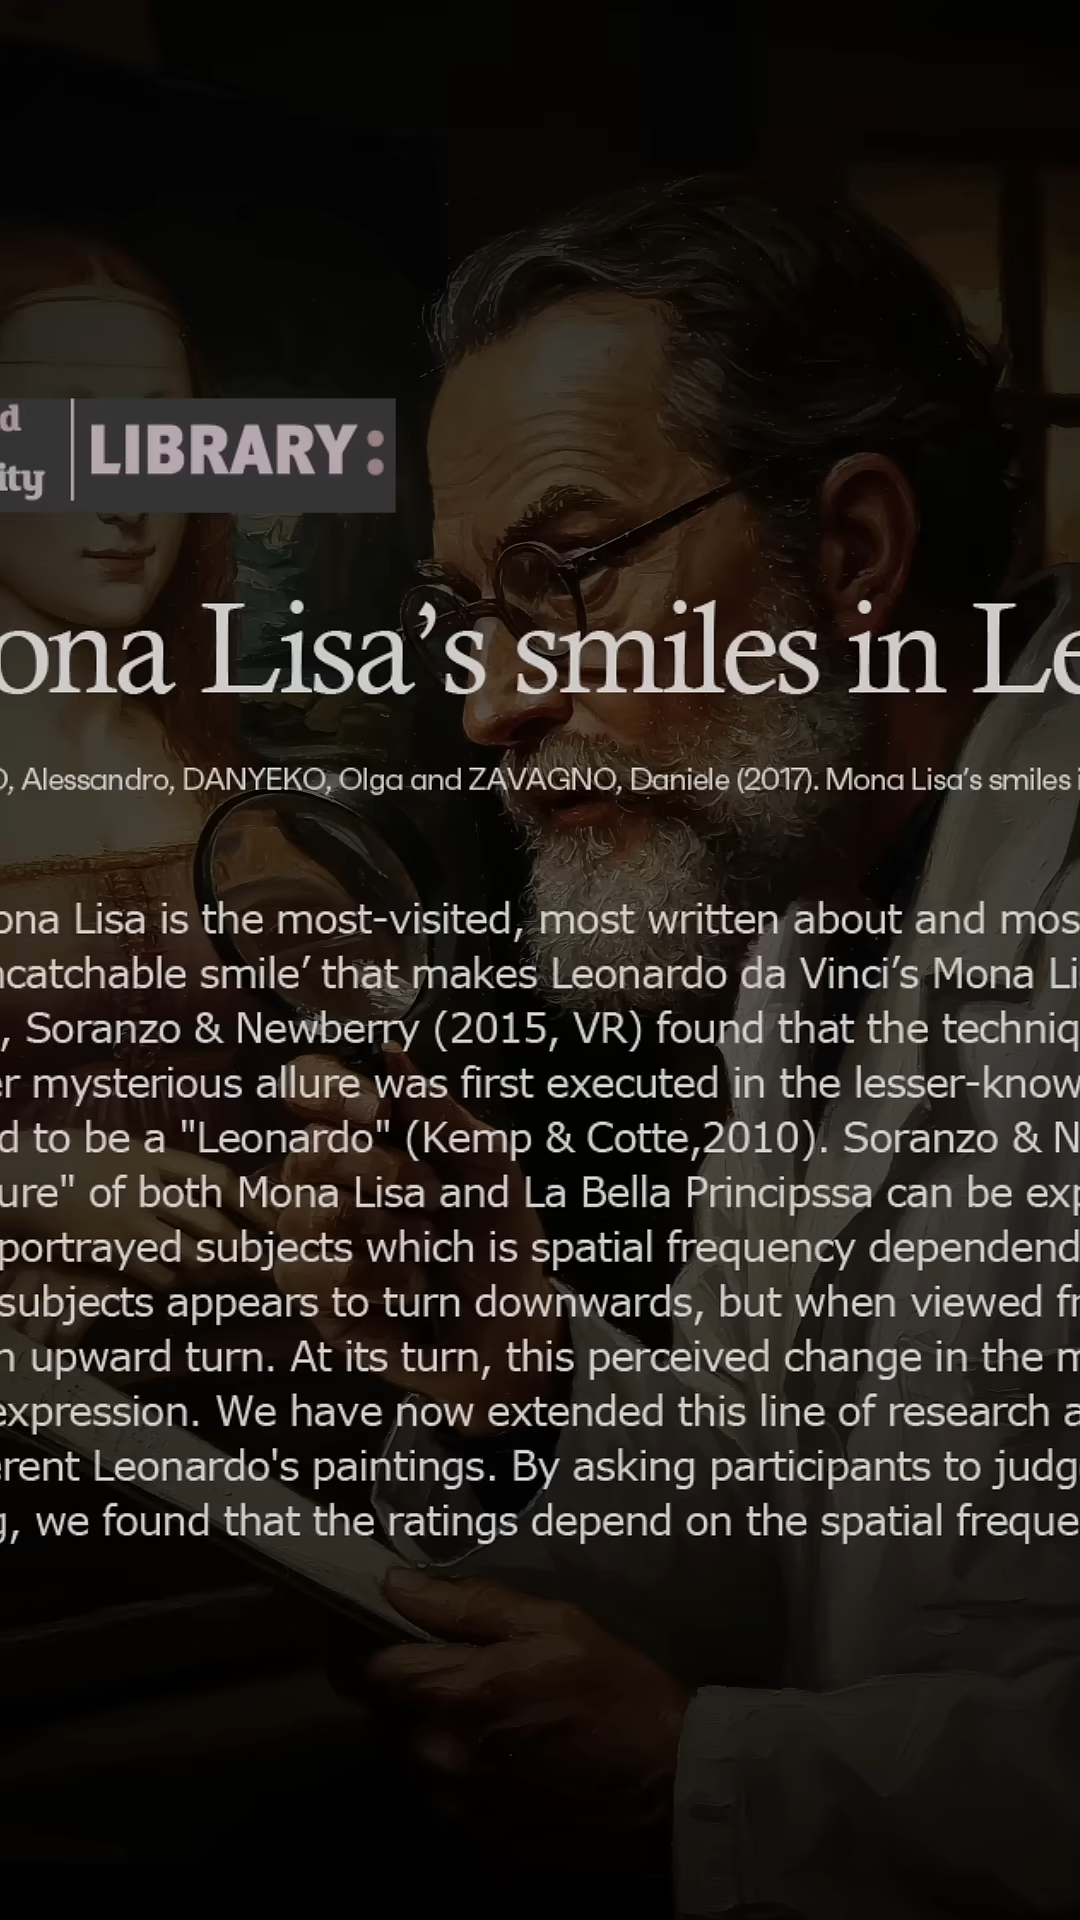 d
ity
LIBRARY:
ona Lisa's smiles in Le
O, Alessandro, DANYEKO, Olga and ZAVAGNO, Daniele (2017). Mona Lisa's smiles i
ona Lisa is the most-visited, most written about and mos
ncatchable smile' that makes Leonardo da Vinci's Mona Li
, Soranzo & Newberry (2015, VR) found that the techniq
er mysterious allure was first executed in the lesser-know
d to be a "Leonardo" (Kemp & Cotte,2010). Soranzo & N
ure" of both Mona Lisa and La Bella Principssa can be exp
portrayed subjects which is spatial frequency dependend
subjects appears to turn downwards, but when viewed fr
n upward turn. At its turn, this perceived change in the m
expression. We have now extended this line of research a
erent Leonardo's paintings. By asking participants to judg
g, we found that the ratings depend on the spatial freque